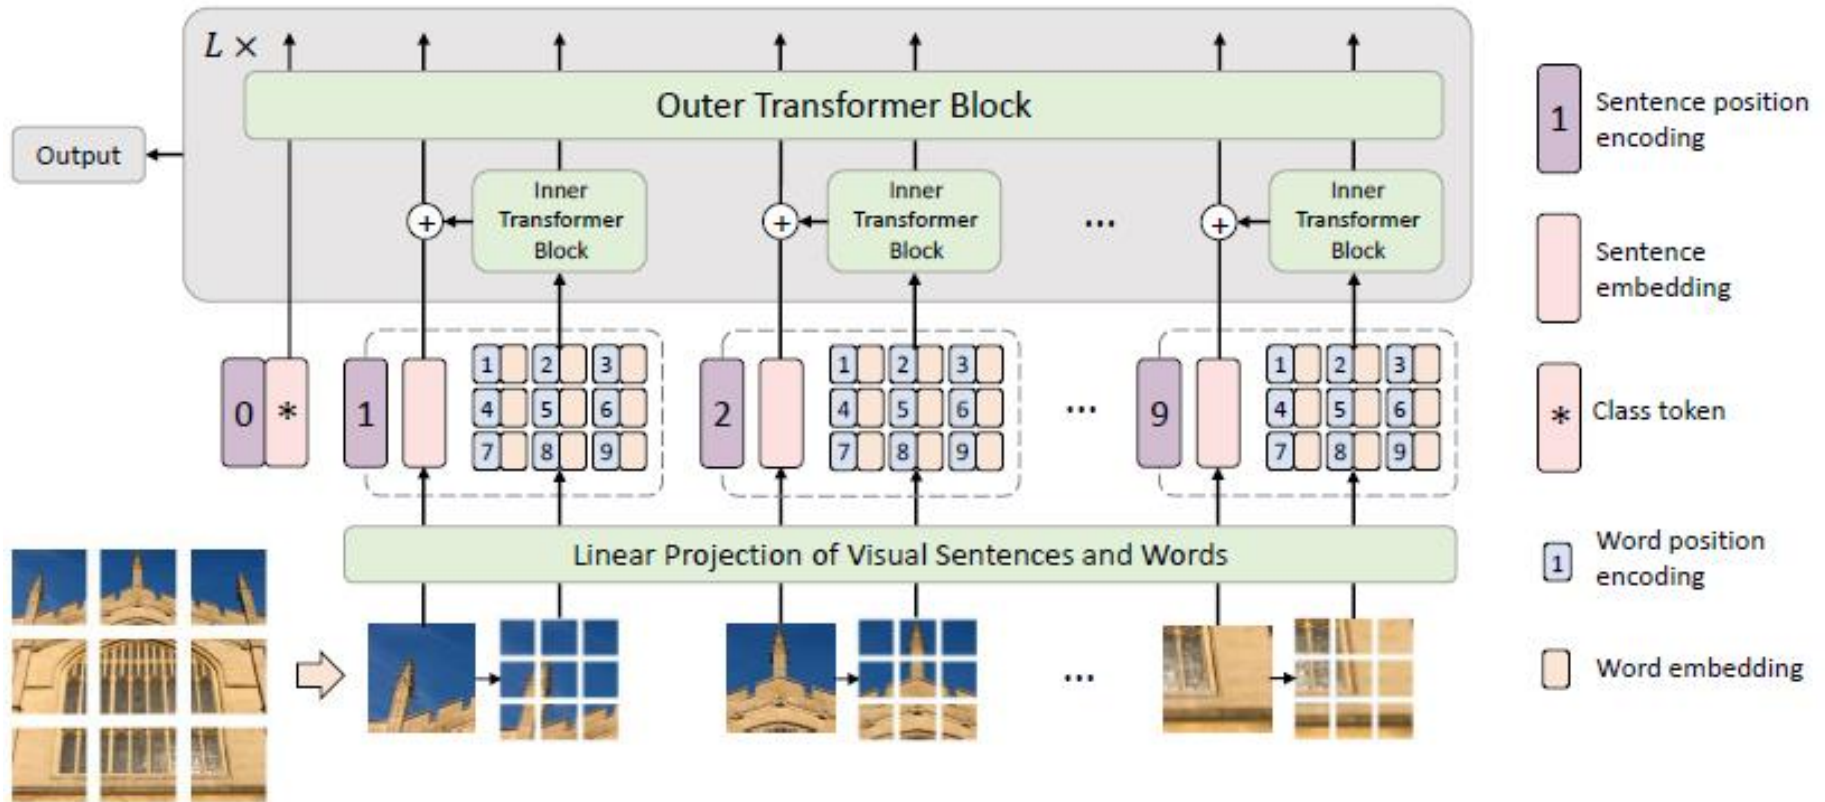 L ×
Outer Transformer Block
Output
Inner
Transformer
Block
Inner
Transformer
Block
...
Inner
Transformer
Block
+
+
+
0 *
1
1 2 3
4 5 6
7 8 9
2
1 2 3
4 5 6
7 8 9
...
9
1 2 3
4 5 6
7 8 9
Linear Projection of Visual Sentences and Words
...
1
Sentence position
encoding
Sentence
embedding
*
Class token
1
Word position
encoding
Word embedding